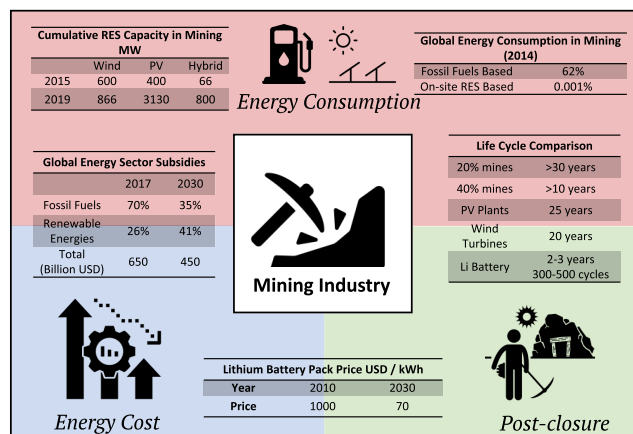 Cumulative RES Capacity in Mining
MW
Wind PV Hybrid
2015 600 400 66
2019 866 3130 800
Energy Consumption
Global Energy Consumption in Mining
(2014)
Fossil Fuels Based 62%
On-site RES Based 0.001%
Global Energy Sector Subsidies
2017 2030
Fossil Fuels 70% 35%
Renewable
Energies 26% 41%
Total
(Billion USD) 650 450
Mining Industry
Life Cycle Comparison
20% mines >30 years
40% mines >10 years
PV Plants 25 years
Wind
Turbines 20 years
Li Battery 2-3 years
300-500 cycles
Energy Cost
Lithium Battery Pack Price USD / kWh
Year 2010 2030
Price 1000 70
Post-closure